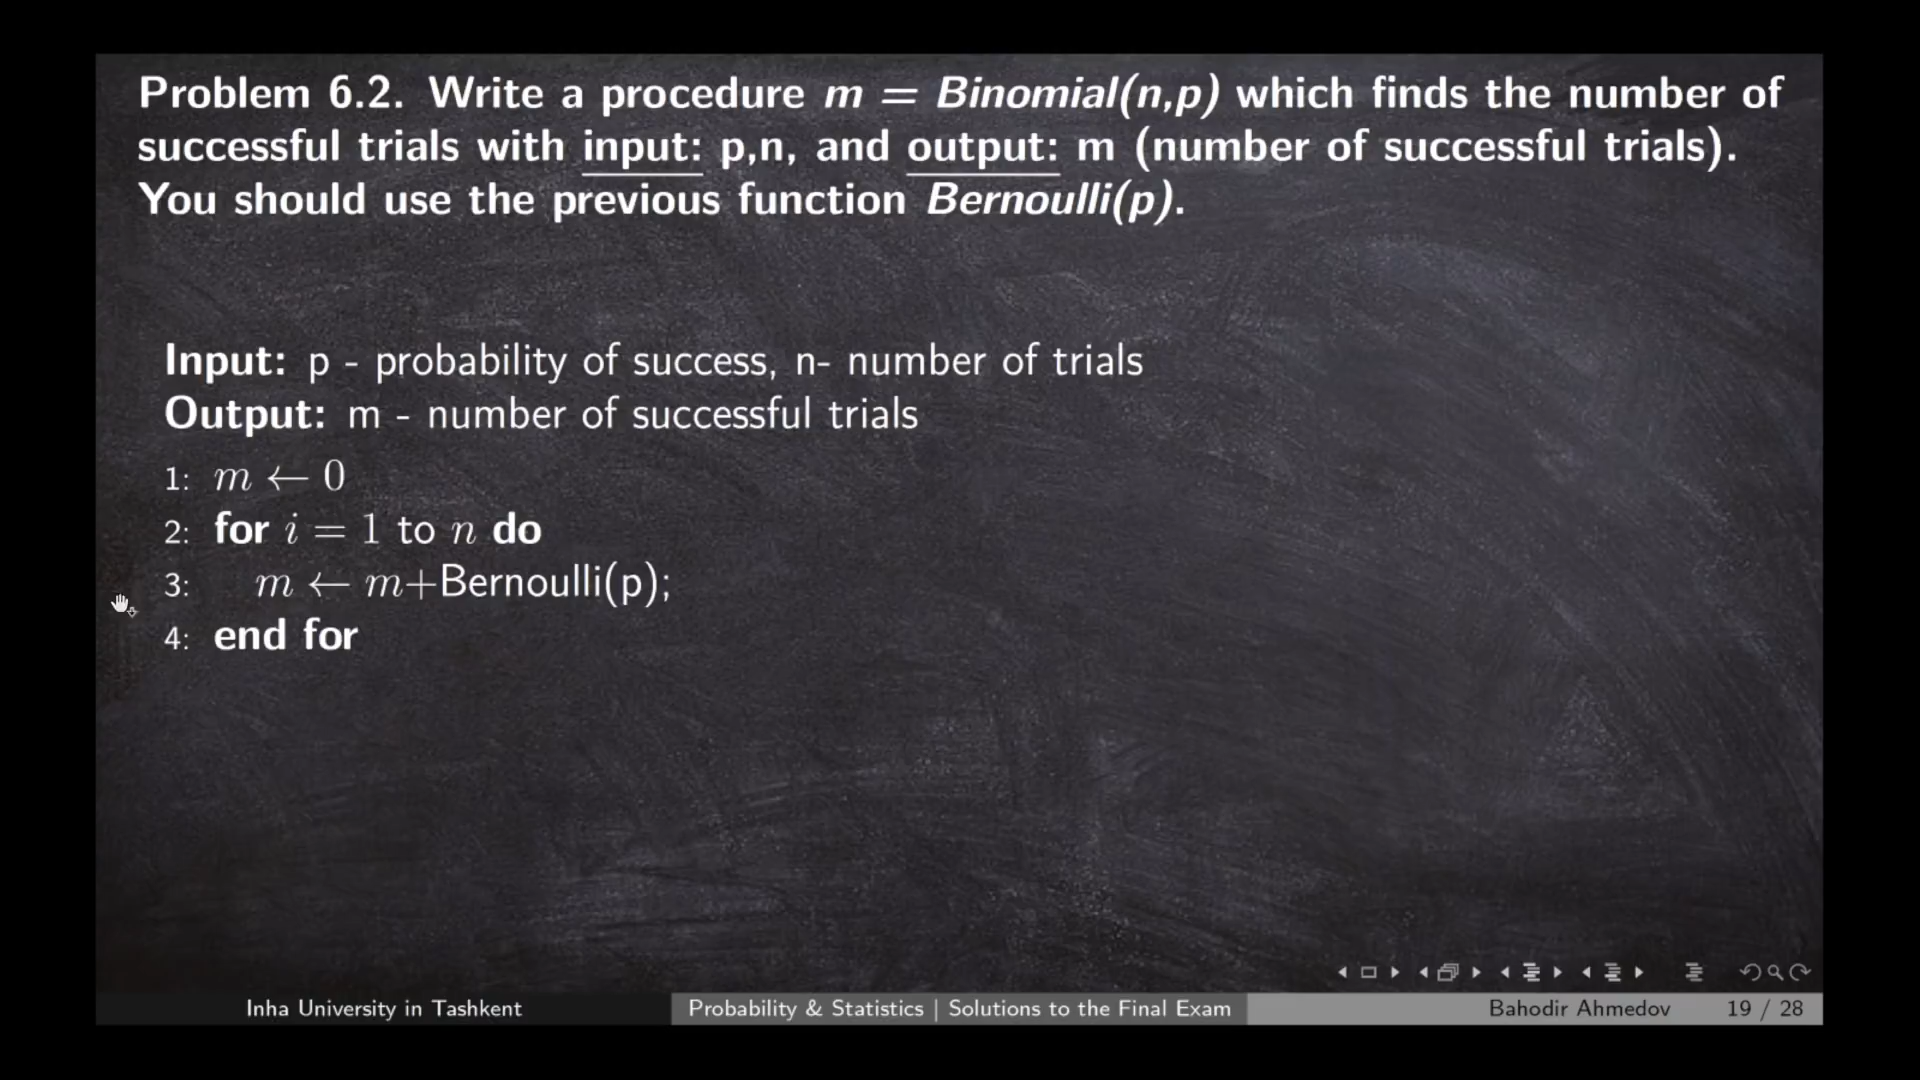 Problem 6.2. Write a procedure m = Binomial(n,p) which finds the number of
successful trials with input: p,n, and output: m (number of successful trials).
You should use the previous function Bernoulli(p).
Input: p - probability of success, n- number of trials
Output: m - number of successful trials
1: m ← 0
2: for i = 1 to n do
3: m ← m+Bernoulli(p);
4: end for
Inha University in Tashkent Probability & Statistics | Solutions to the Final Exam Bahodir Ahmedov 19 / 28